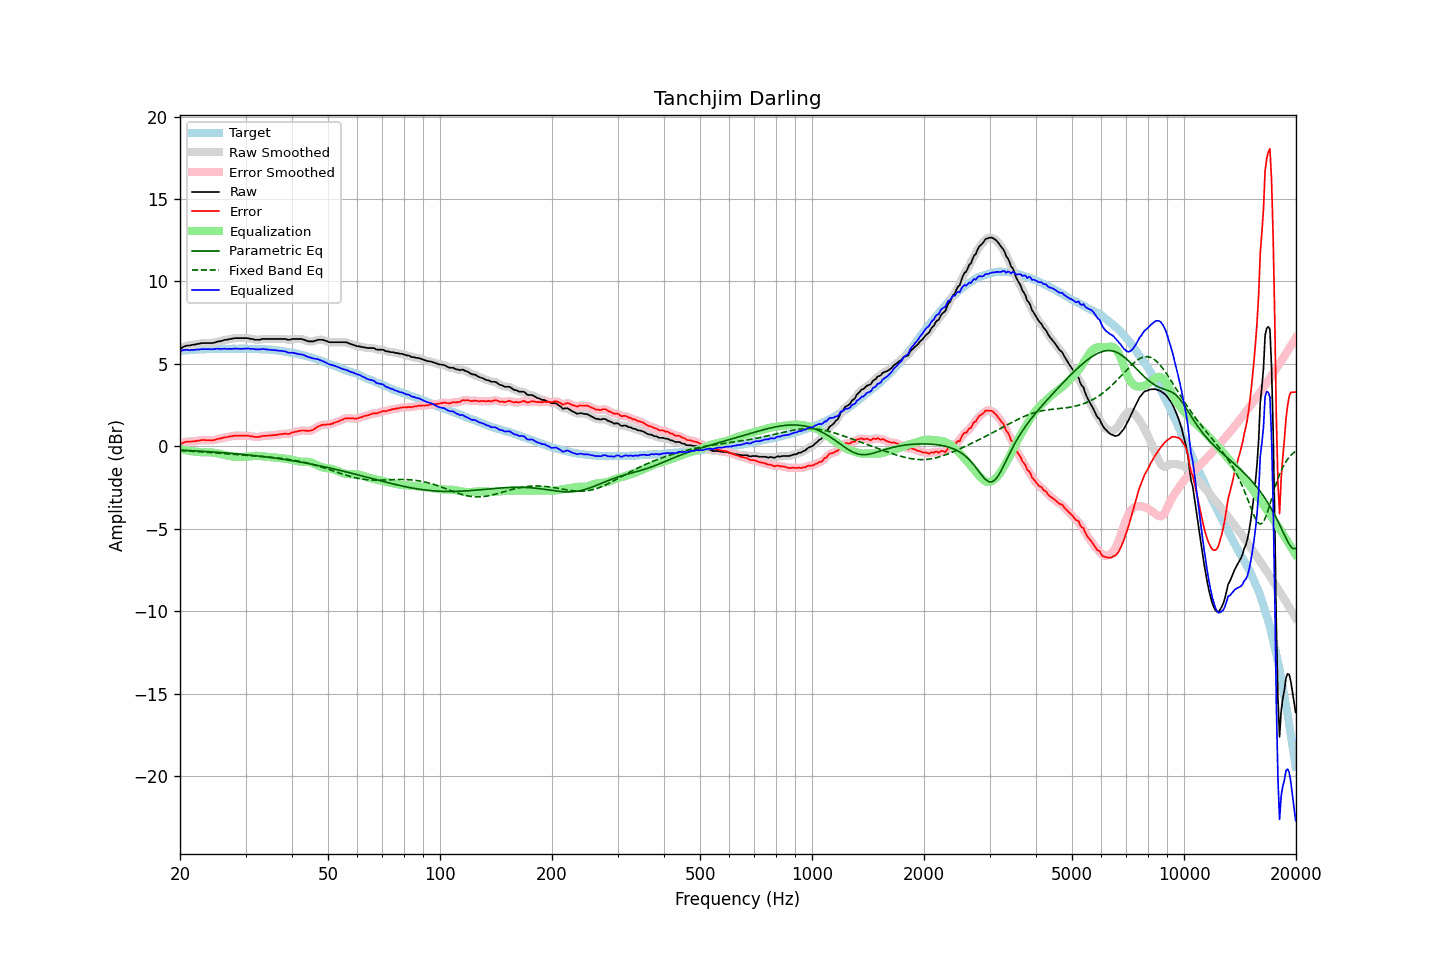 Tanchjim Darling
Target
Raw Smoothed
Error Smoothed
Raw
Error
Equalization
Parametric Eq
Fixed Band Eq
Equalized
20
15
10
5
0
−5
−10
−15
−20
Amplitude (dBr)
20
50
100
200
500
1000
2000
5000
10000
20000
Frequency (Hz)